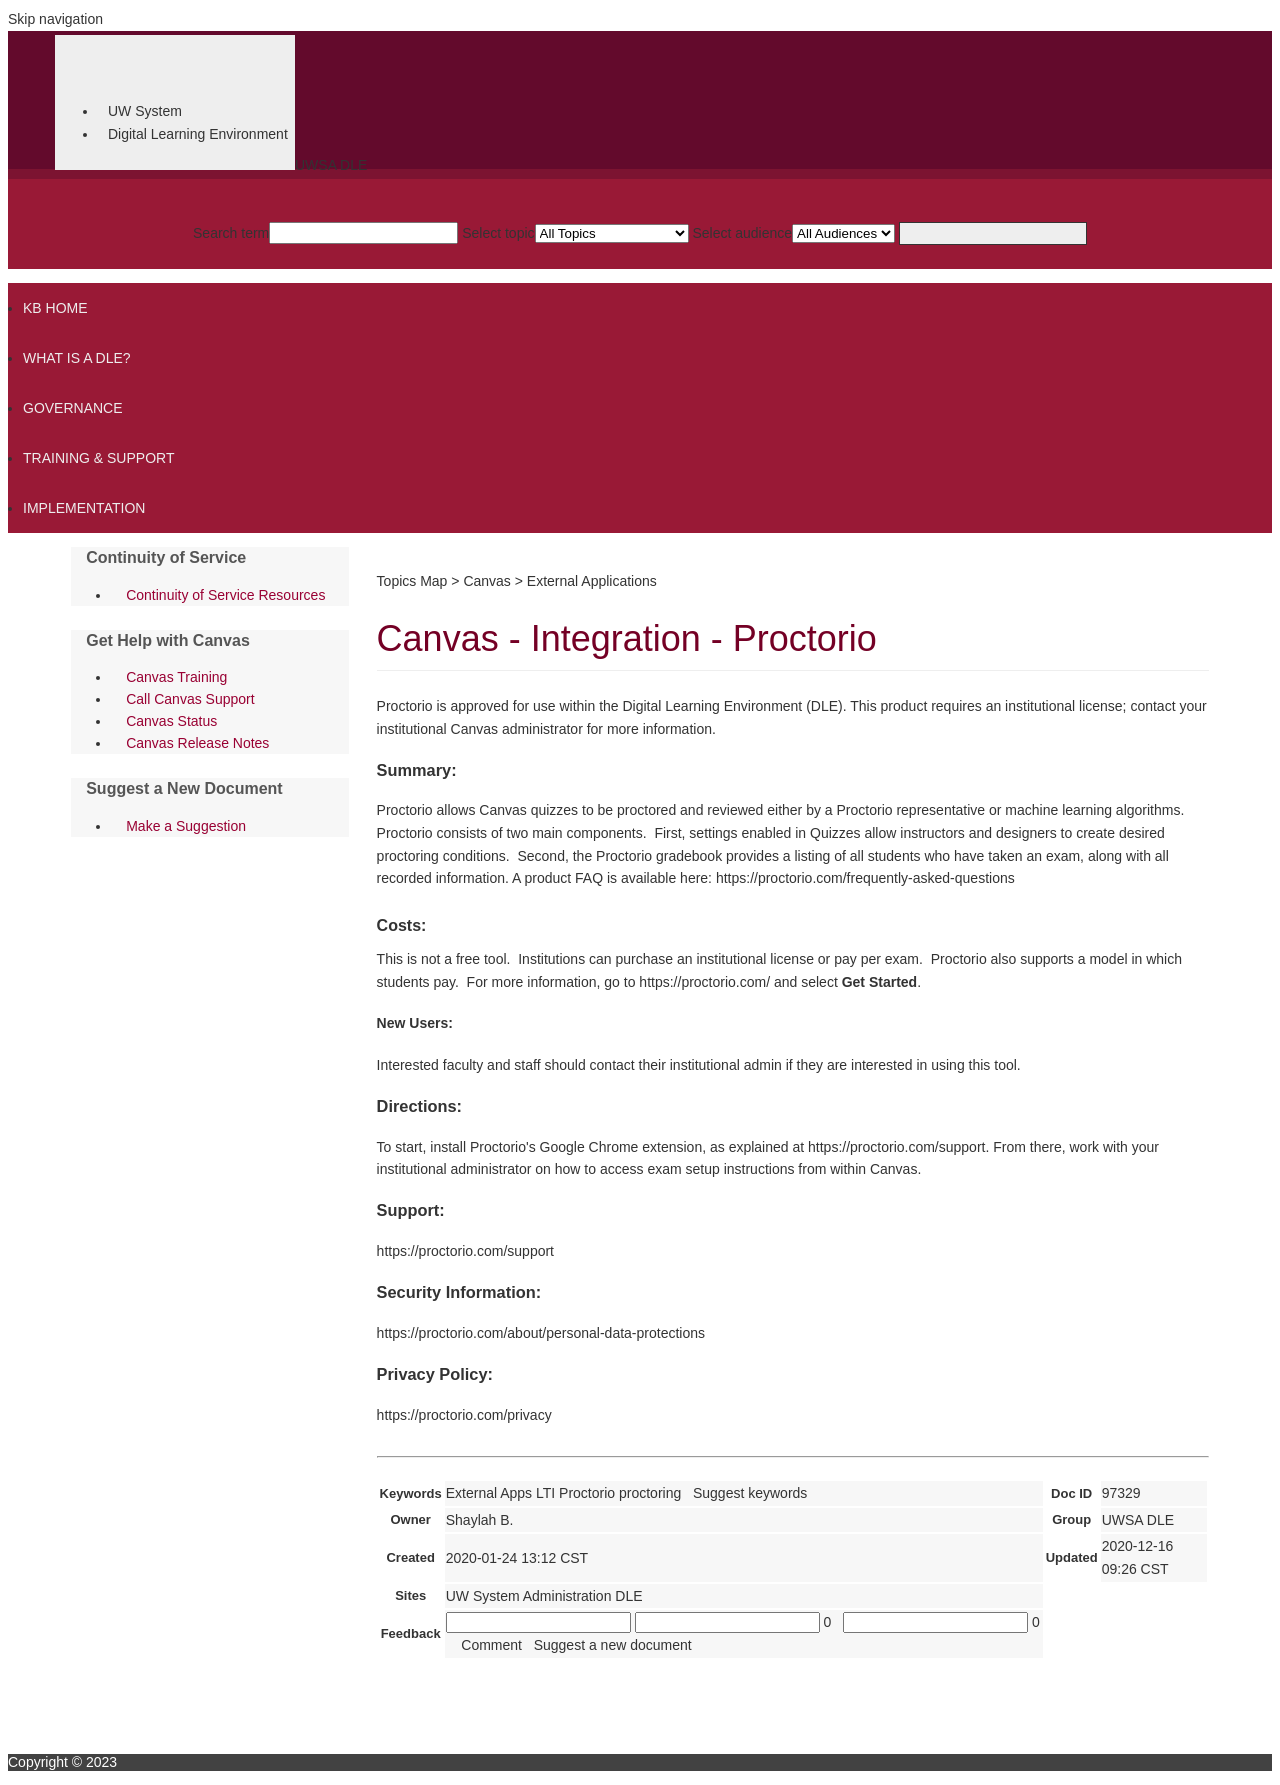 Skip navigation
UW System
Digital Learning Environment
UWSA DLE
Search term Select topic All Topics Select audience All Audiences
KB HOME
WHAT IS A DLE?
GOVERNANCE
TRAINING & SUPPORT
IMPLEMENTATION
Continuity of Service
Continuity of Service Resources
Get Help with Canvas
Canvas Training
Call Canvas Support
Canvas Status
Canvas Release Notes
Suggest a New Document
Make a Suggestion
Topics Map > Canvas > External Applications
Canvas - Integration - Proctorio
Proctorio is approved for use within the Digital Learning Environment (DLE). This product requires an institutional license; contact your
institutional Canvas administrator for more information.
Summary:
Proctorio allows Canvas quizzes to be proctored and reviewed either by a Proctorio representative or machine learning algorithms.
Proctorio consists of two main components.  First, settings enabled in Quizzes allow instructors and designers to create desired
proctoring conditions.  Second, the Proctorio gradebook provides a listing of all students who have taken an exam, along with all
recorded information. A product FAQ is available here: https://proctorio.com/frequently-asked-questions
Costs:
This is not a free tool.  Institutions can purchase an institutional license or pay per exam.  Proctorio also supports a model in which
students pay.  For more information, go to https://proctorio.com/ and select Get Started.
New Users:
Interested faculty and staff should contact their institutional admin if they are interested in using this tool.
Directions:
To start, install Proctorio's Google Chrome extension, as explained at https://proctorio.com/support. From there, work with your
institutional administrator on how to access exam setup instructions from within Canvas.
Support:
https://proctorio.com/support
Security Information:
https://proctorio.com/about/personal-data-protections
Privacy Policy:
https://proctorio.com/privacy
Keywords External Apps LTI Proctorio proctoring   Suggest keywords Doc ID 97329
Owner Shaylah B. Group UWSA DLE
Created 2020-01-24 13:12 CST Updated 2020-12-16
09:26 CST
Sites UW System Administration DLE
Feedback 0 0
Comment   Suggest a new document
Copyright © 2023